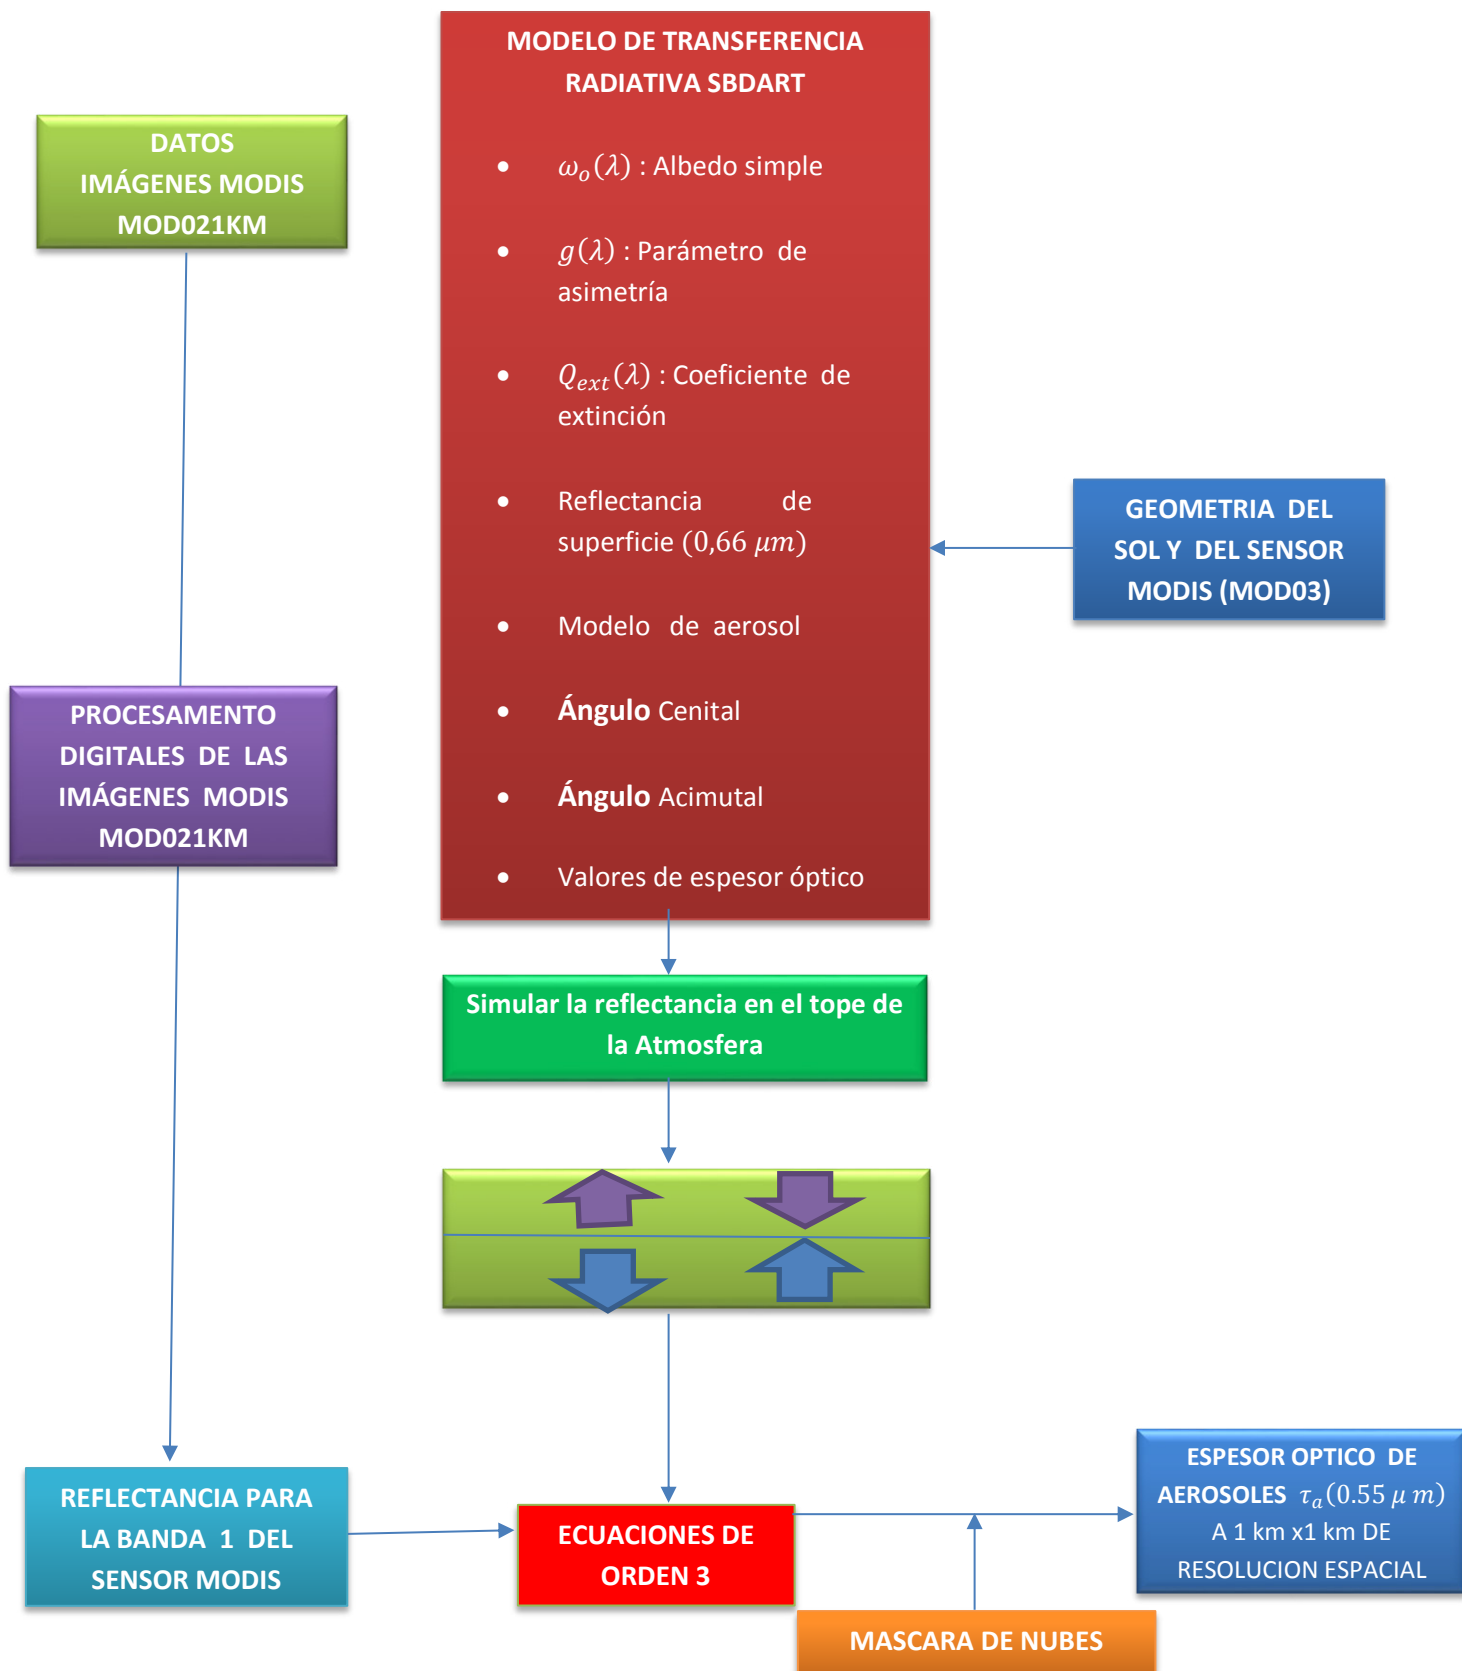 MODELO DE TRANSFERENCIA
RADIATIVA SBDART
• ωₒ(λ) : Albedo simple
• g(λ) : Parámetro de
asimetría
• Qₑₓₜ(λ) : Coeficiente de
extinción
• Reflectancia de
superficie (0,66 μm)
• Modelo de aerosol
• Ángulo Cenital
• Ángulo Acimutal
• Valores de espesor óptico
DATOS
IMÁGENES MODIS
MOD021KM
GEOMETRIA DEL
SOL Y DEL SENSOR
MODIS (MOD03)
PROCESAMENTO
DIGITALES DE LAS
IMÁGENES MODIS
MOD021KM
Simular la reflectancia en el tope de
la Atmosfera
REFLECTANCIA PARA
LA BANDA 1 DEL
SENSOR MODIS
ECUACIONES DE
ORDEN 3
ESPESOR OPTICO DE
AEROSOLES τₐ(0.55 μ m)
A 1 km x1 km DE
RESOLUCION ESPACIAL
MASCARA DE NUBES